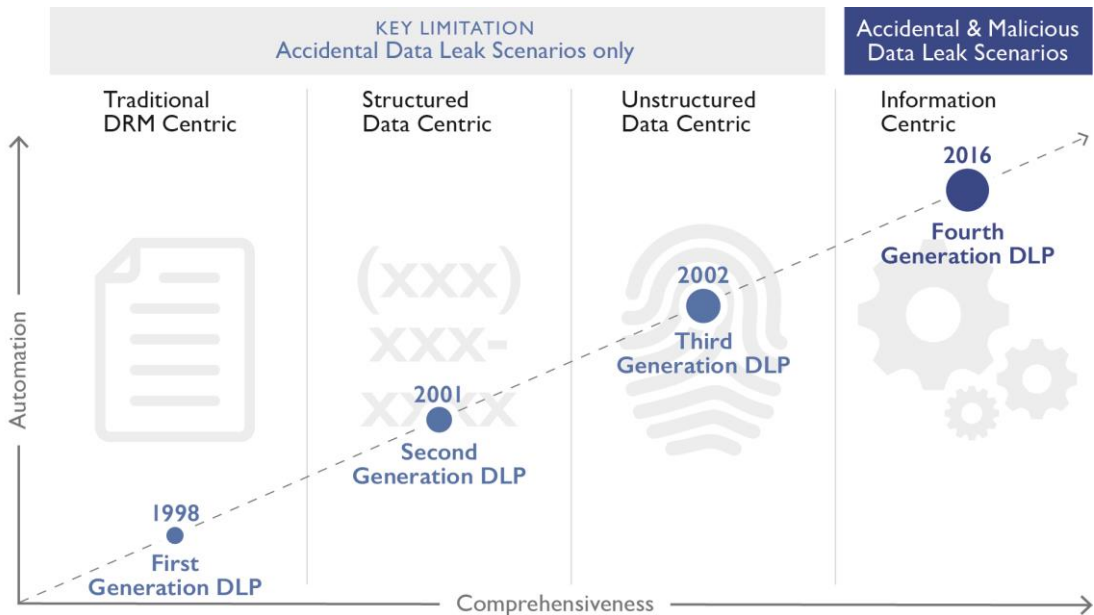 KEY LIMITATION
Accidental Data Leak Scenarios only
Accidental & Malicious
Data Leak Scenarios
Traditional
DRM Centric
Structured
Data Centric
Unstructured
Data Centric
Information
Centric
2016
Fourth
Generation DLP
2002
Third
Generation DLP
(xxx)
xxx-
xxxx
2001
Second
Generation DLP
1998
First
Generation DLP
Automation
Comprehensiveness